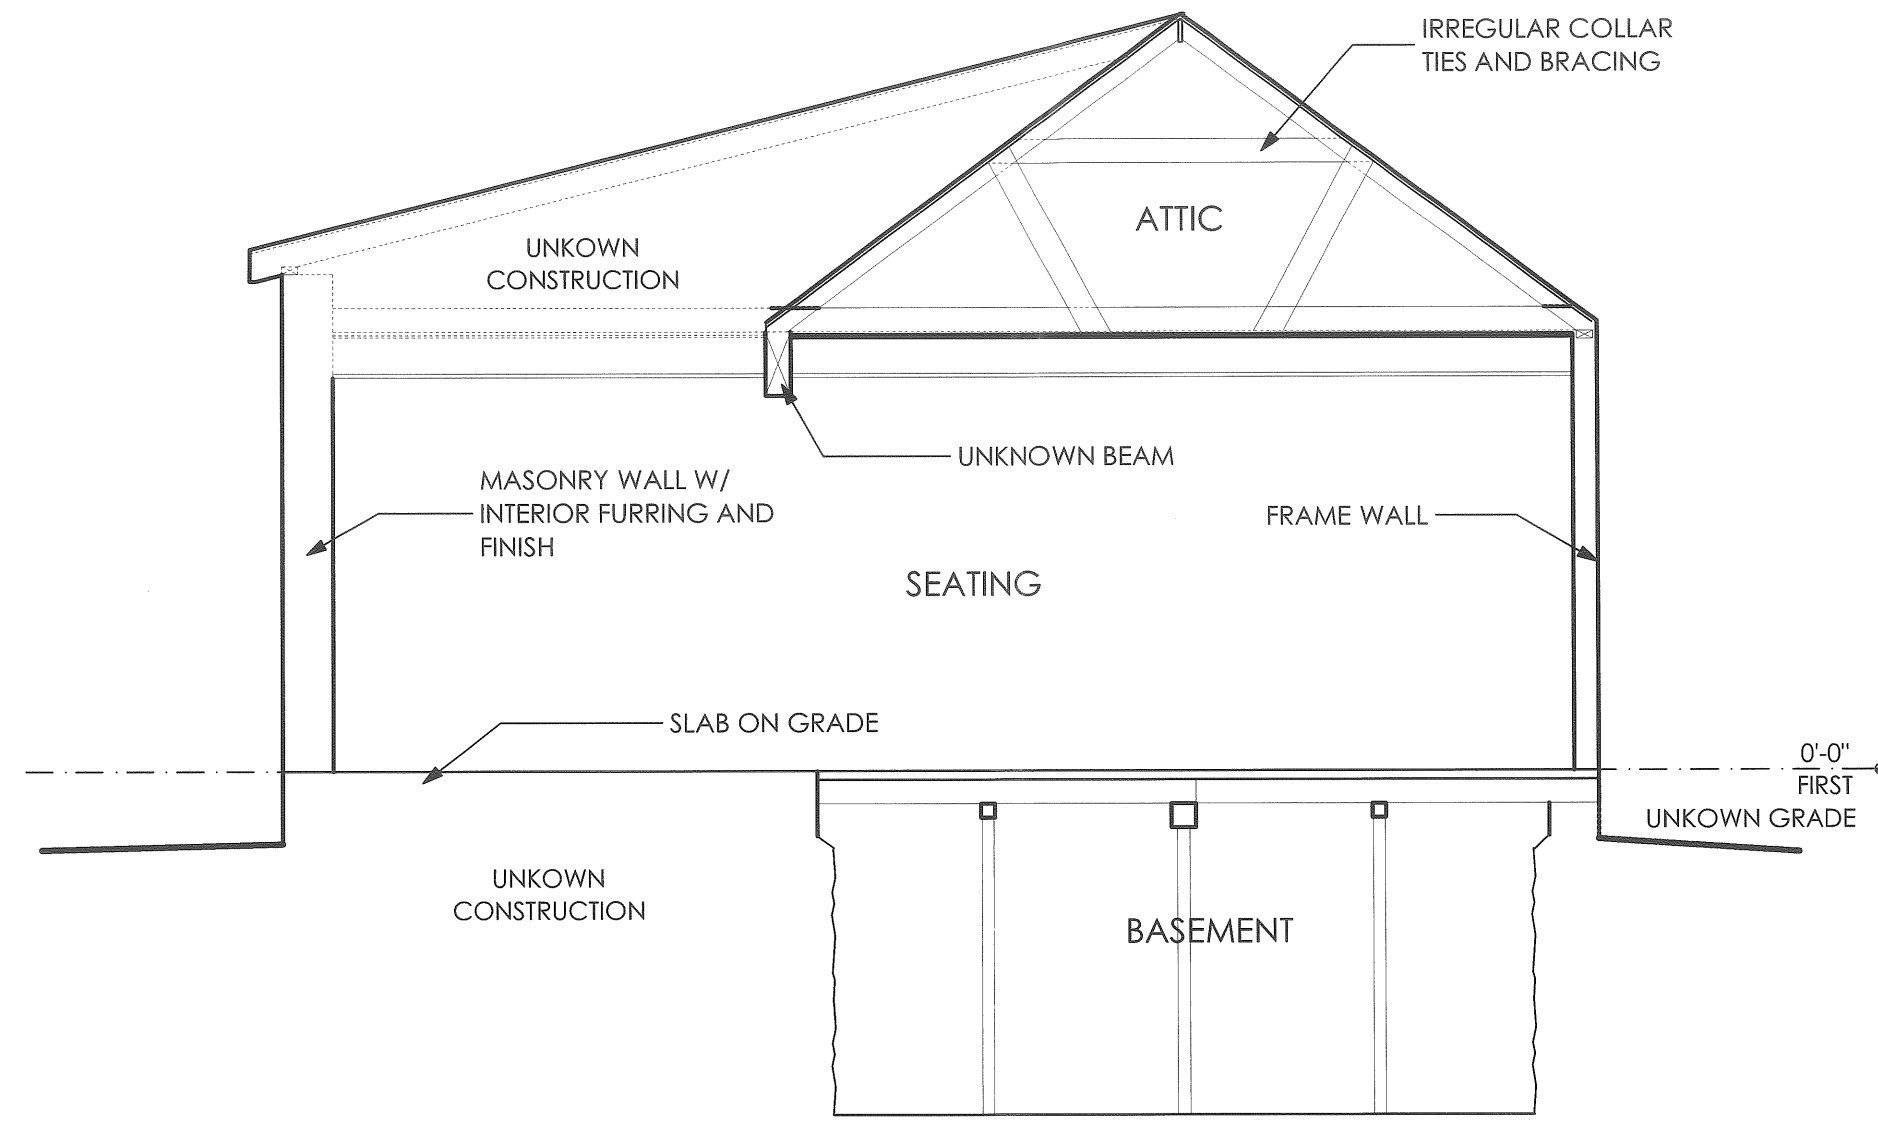 IRREGULAR COLLAR
TIES AND BRACING
ATTIC
UNKOWN
CONSTRUCTION
UNKNOWN BEAM
MASONRY WALL W/
INTERIOR FURRING AND
FINISH
FRAME WALL
SEATING
SLAB ON GRADE
0'-0"
FIRST
UNKOWN GRADE
UNKOWN
CONSTRUCTION
BASEMENT